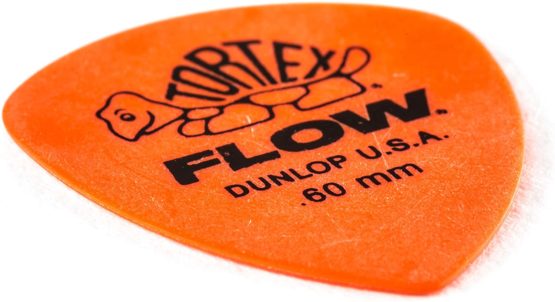 TORTEX
FLOW.
DUNLOP U.S.A.
.60 mm